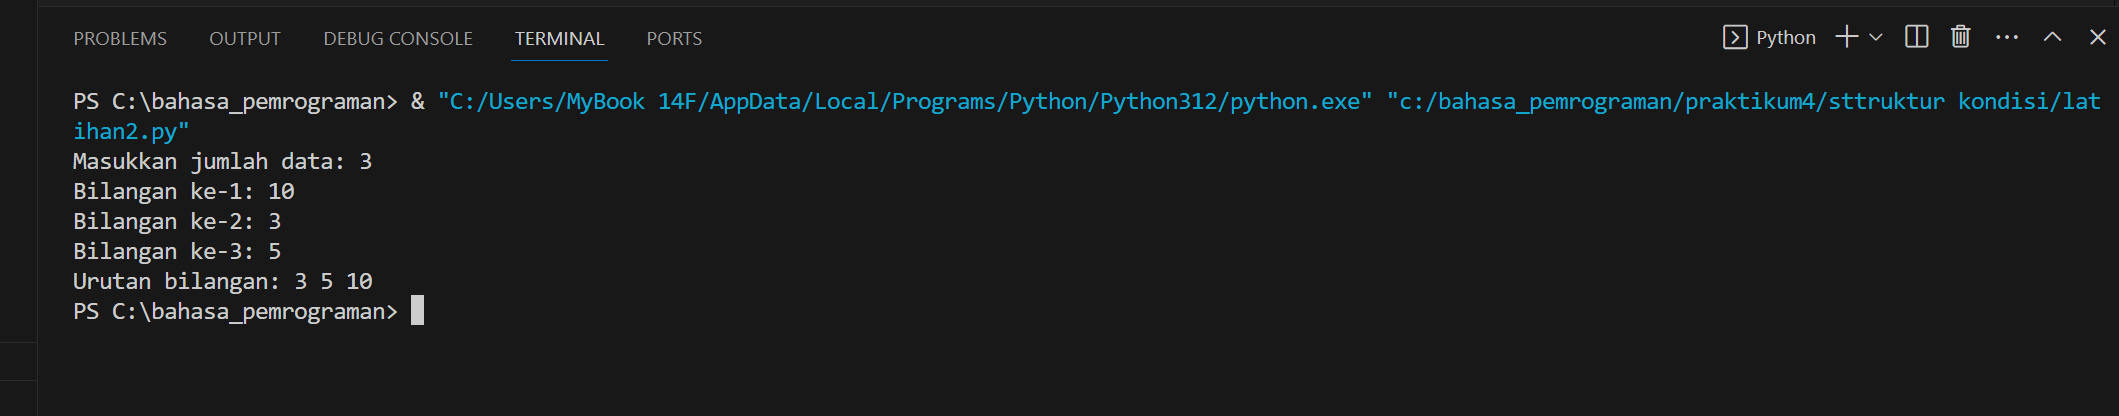 PROBLEMS OUTPUT DEBUG CONSOLE TERMINAL PORTS Python
PS C:\bahasa_pemrograman> & "C:/Users/MyBook 14F/AppData/Local/Programs/Python/Python312/python.exe" "c:/bahasa_pemrograman/praktikum4/sttruktur kondisi/lat
ihan2.py"
Masukkan jumlah data: 3
Bilangan ke-1: 10
Bilangan ke-2: 3
Bilangan ke-3: 5
Urutan bilangan: 3 5 10
PS C:\bahasa_pemrograman>